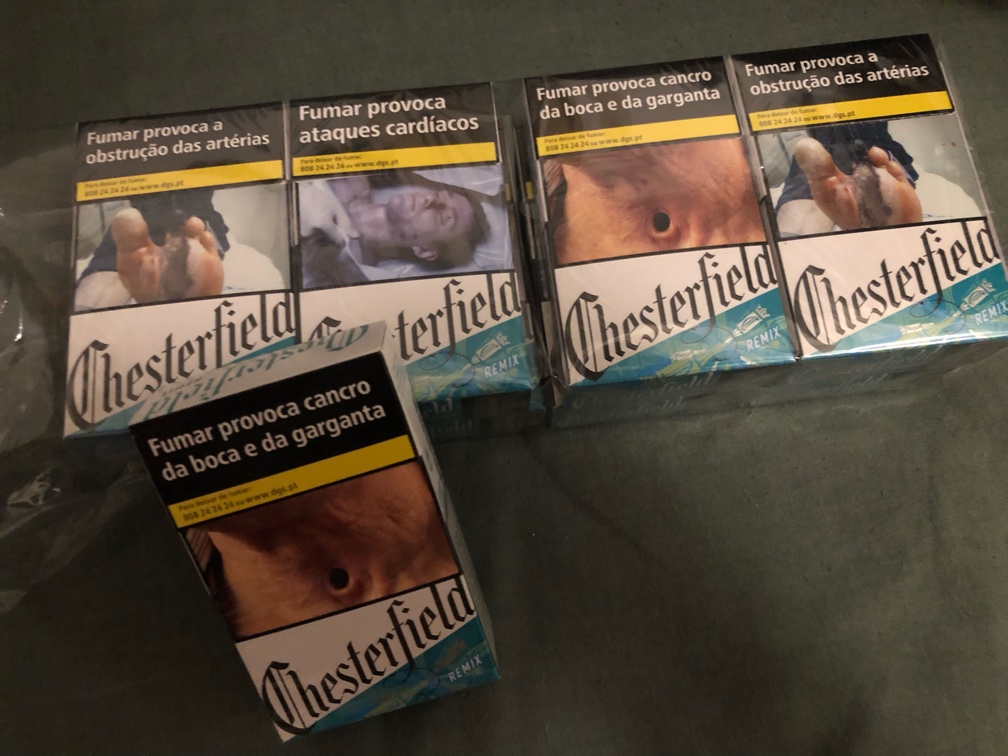 Fumar provoca a
obstrução das artérias
Para deixar de fumar:
808 24 24 24 ou www.dgs.pt
Chesterfield
Fumar provoca
ataques cardíacos
Para deixar de fumar:
808 24 24 24 ou www.dgs.pt
terfield
REMIX
Fumar provoca cancro
da boca e da garganta
Para deixar de fumar:
808 24 24 24 ou www.dgs.pt
Chesterfield
REMIX
Fumar provoca a
obstrução das artérias
Para deixar de fumar:
808 24 24 24 ou www.dgs.pt
Chesterfield
REMIX
Chesterfield
Fumar provoca cancro
da boca e da garganta
Para deixar de fumar:
808 24 24 24 ou www.dgs.pt
Chesterfield
REMIX